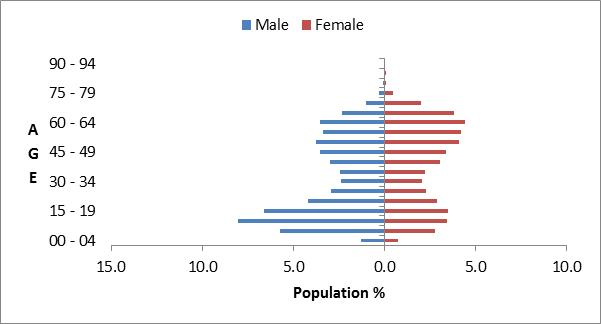 Male Female
90 - 94
75 - 79
60 - 64
45 - 49
30 - 34
15 - 19
00 - 04
A
G
E
15.0 10.0 5.0 0.0 5.0 10.0
Population %